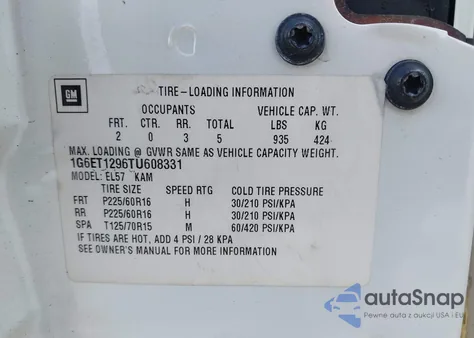 GM
TIRE-LOADING INFORMATION
OCCUPANTS VEHICLE CAP. WT.
FRT. CTR. RR. TOTAL LBS KG
2 0 3 5 935 424
MAX. LOADING @ GVWR SAME AS VEHICLE CAPACITY WEIGHT.
1G6ET1296TU608331
MODEL: EL57 KAM
TIRE SIZE SPEED RTG COLD TIRE PRESSURE
FRT P225/60R16 H 30/210 PSI/KPA
RR P225/60R16 H 30/210 PSI/KPA
SPA T125/70R15 M 60/420 PSI/KPA
IF TIRES ARE HOT, ADD 4 PSI / 28 KPA
SEE OWNER'S MANUAL FOR MORE INFORMATION
autoSnap
Pewne auta z aukcji USA i EU